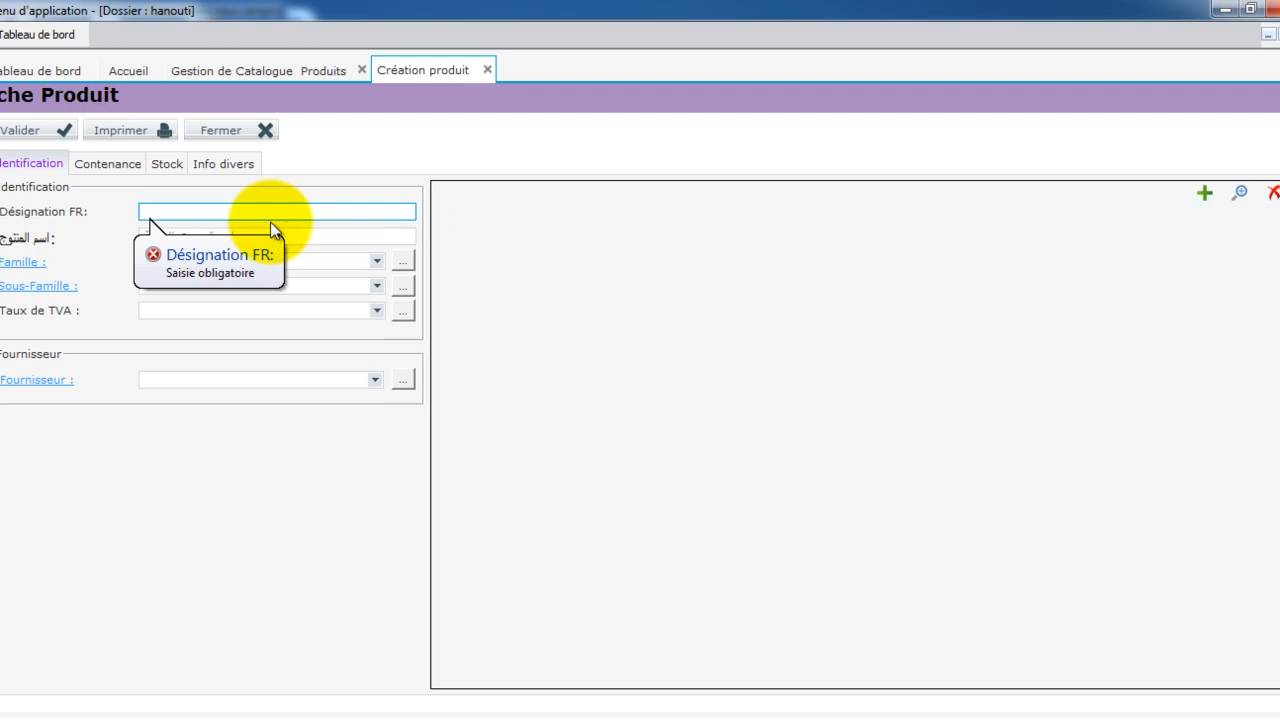 enu d'application - [Dossier : hanouti]
Tableau de bord
ableau de bord Accueil Gestion de Catalogue Produits Création produit
che Produit
Valider Imprimer Fermer
dentification Contenance Stock Info divers
dentification
Désignation FR:
اسم المنتوج :
Désignation FR:
Saisie obligatoire
Famille : ...
Sous-Famille : ...
Taux de TVA : ...
Fournisseur
Fournisseur : ...